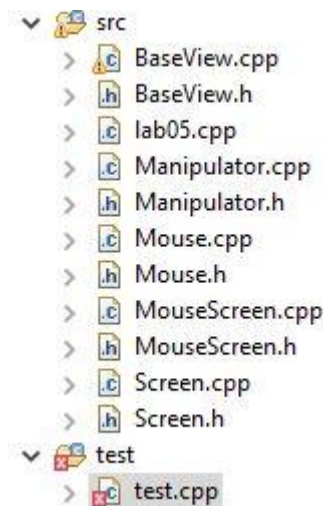 src
BaseView.cpp
BaseView.h
lab05.cpp
Manipulator.cpp
Manipulator.h
Mouse.cpp
Mouse.h
MouseScreen.cpp
MouseScreen.h
Screen.cpp
Screen.h
test
test.cpp